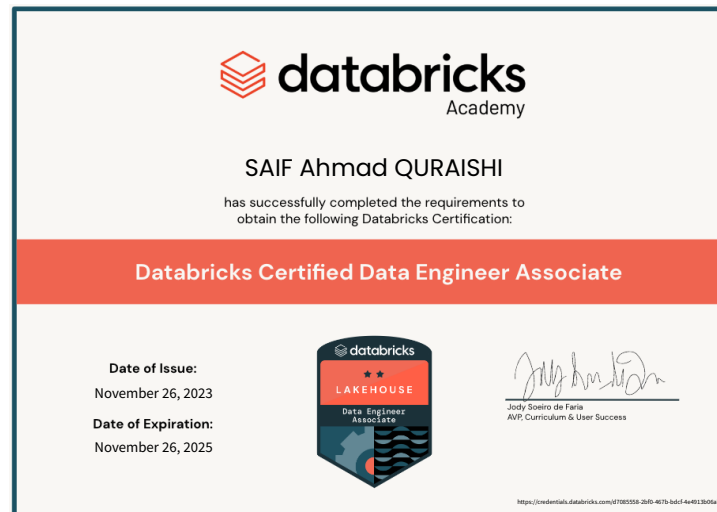 databricks
Academy
SAIF Ahmad QURAISHI
has successfully completed the requirements to
obtain the following Databricks Certification:
Databricks Certified Data Engineer Associate
Date of Issue:
November 26, 2023
Date of Expiration:
November 26, 2025
databricks
LAKEHOUSE
Data Engineer
Associate
Jody Soeiro de Faria
AVP, Curriculum & User Success